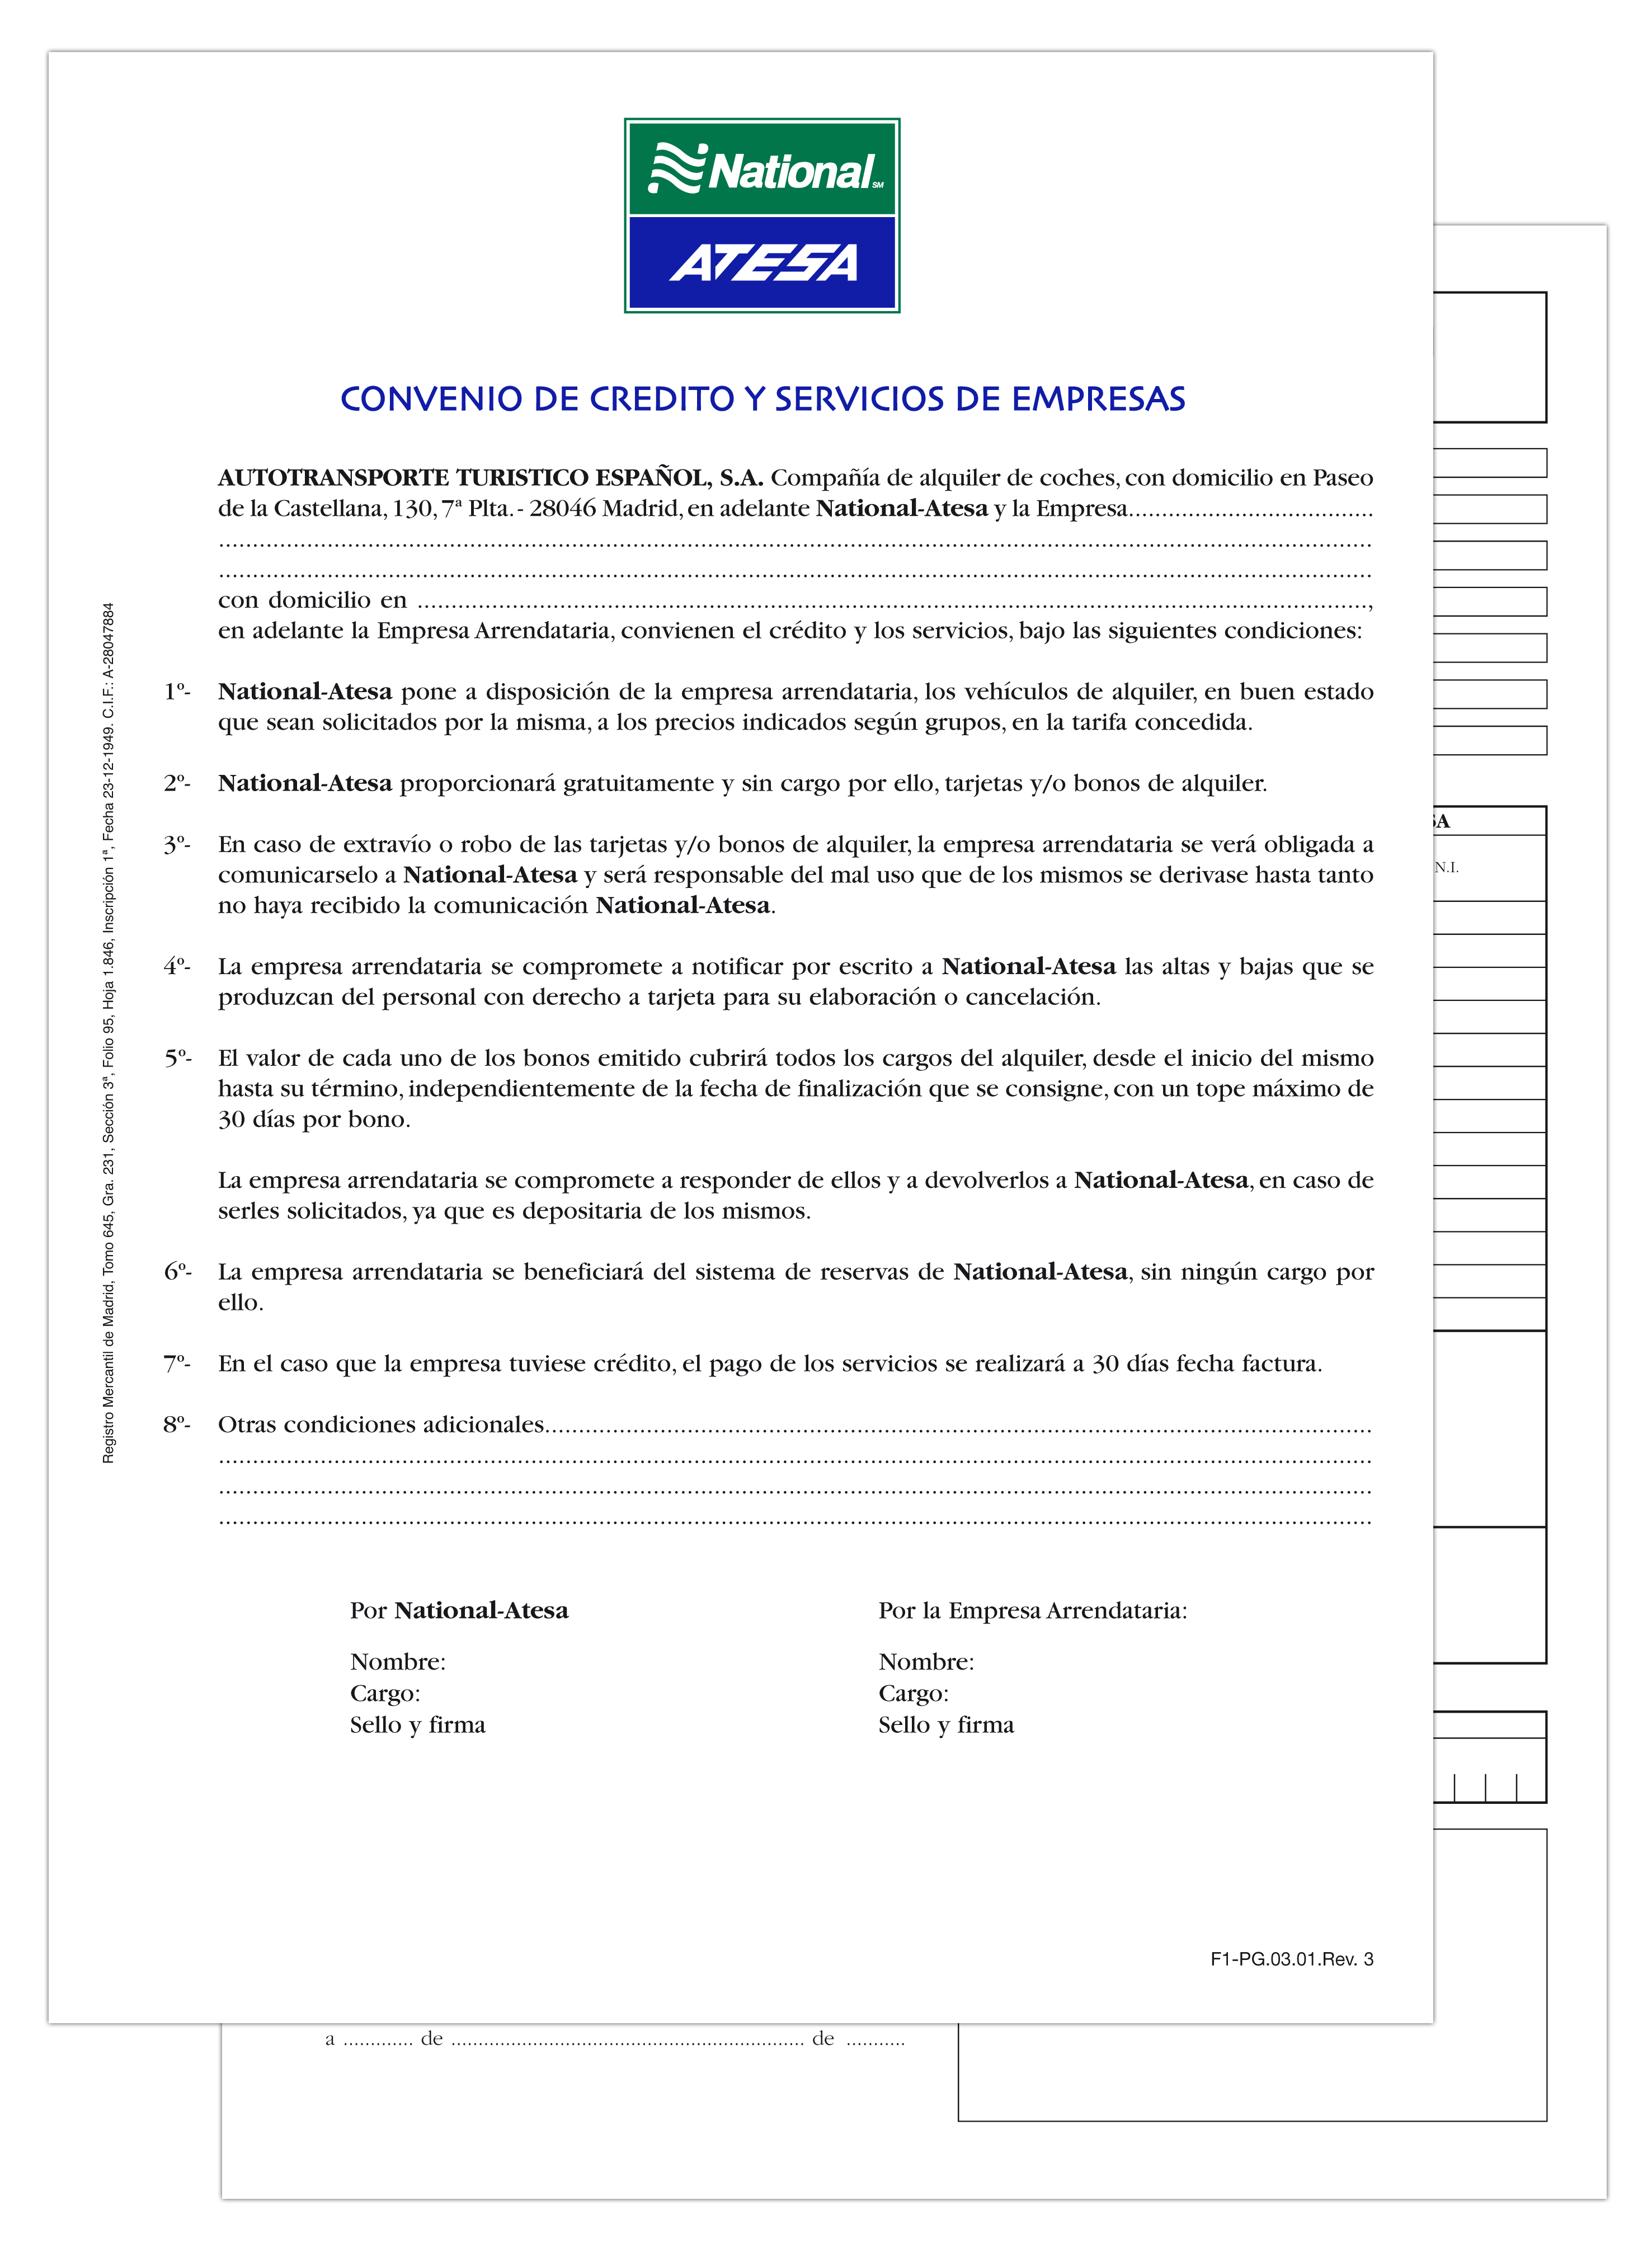 National SM
ATESA
CONVENIO DE CREDITO Y SERVICIOS DE EMPRESAS
AUTOTRANSPORTE TURISTICO ESPAÑOL, S.A. Compañía de alquiler de coches, con domicilio en Paseo
de la Castellana, 130, 7ª Plta. - 28046 Madrid, en adelante National-Atesa y la Empresa....................................
..........................................................................................................................................................................
..........................................................................................................................................................................
con domicilio en ............................................................................................................................................,
en adelante la Empresa Arrendataria, convienen el crédito y los servicios, bajo las siguientes condiciones:
1º- National-Atesa pone a disposición de la empresa arrendataria, los vehículos de alquiler, en buen estado
que sean solicitados por la misma, a los precios indicados según grupos, en la tarifa concedida.
2º- National-Atesa proporcionará gratuitamente y sin cargo por ello, tarjetas y/o bonos de alquiler.
3º- En caso de extravío o robo de las tarjetas y/o bonos de alquiler, la empresa arrendataria se verá obligada a
comunicarselo a National-Atesa y será responsable del mal uso que de los mismos se derivase hasta tanto
no haya recibido la comunicación National-Atesa.
4º- La empresa arrendataria se compromete a notificar por escrito a National-Atesa las altas y bajas que se
produzcan del personal con derecho a tarjeta para su elaboración o cancelación.
5º- El valor de cada uno de los bonos emitido cubrirá todos los cargos del alquiler, desde el inicio del mismo
hasta su término, independientemente de la fecha de finalización que se consigne, con un tope máximo de
30 días por bono.
La empresa arrendataria se compromete a responder de ellos y a devolverlos a National-Atesa, en caso de
serles solicitados, ya que es depositaria de los mismos.
6º- La empresa arrendataria se beneficiará del sistema de reservas de National-Atesa, sin ningún cargo por
ello.
7º- En el caso que la empresa tuviese crédito, el pago de los servicios se realizará a 30 días fecha factura.
8º- Otras condiciones adicionales..........................................................................................................................
..........................................................................................................................................................................
..........................................................................................................................................................................
..........................................................................................................................................................................
Por National-Atesa
Nombre:
Cargo:
Sello y firma
Por la Empresa Arrendataria:
Nombre:
Cargo:
Sello y firma
F1-PG.03.01.Rev. 3
Registro Mercantil de Madrid, Tomo 645, Gra. 231, Sección 3ª, Folio 95, Hoja 1.846, Inscripción 1ª, Fecha 23-12-1949. C.I.F.: A-28047884
N.I.
a ............. de ................................................................. de ...........